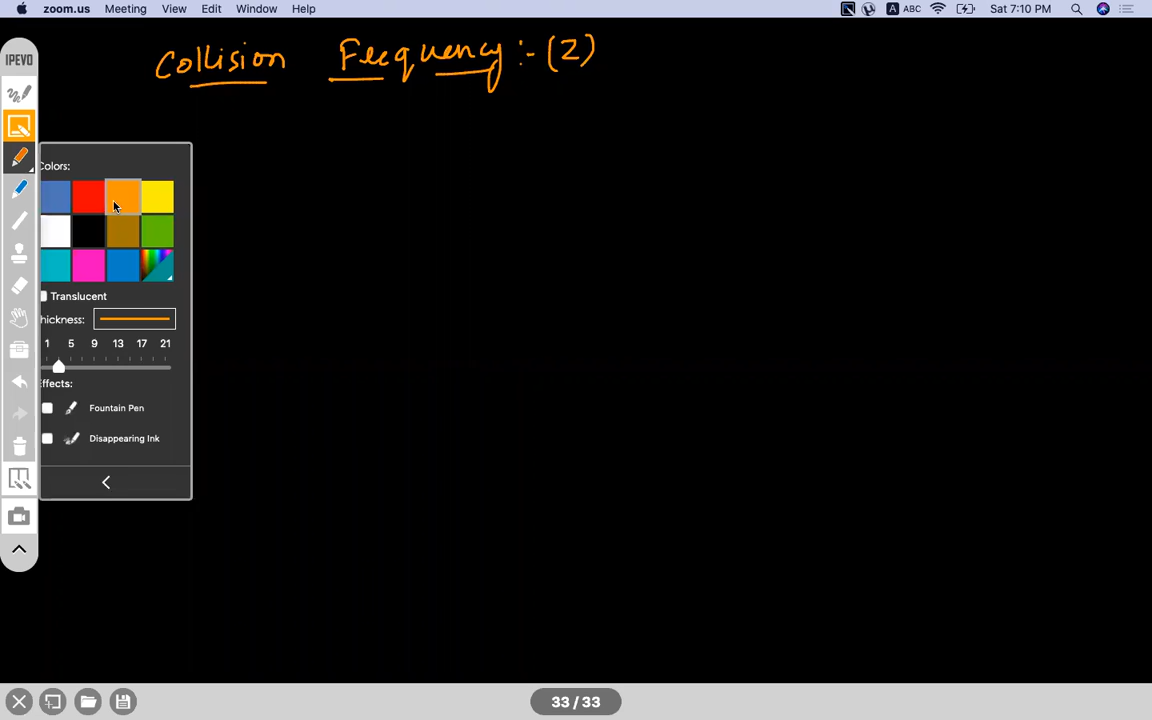 zoom.us Meeting View Edit Window Help
A ABC Sat 7:10 PM
IPEVO
Collision Frequency :- (Z)
Colors:
Translucent
hickness:
1 5 9 13 17 21
ffects:
Fountain Pen
Disappearing Ink
33 / 33